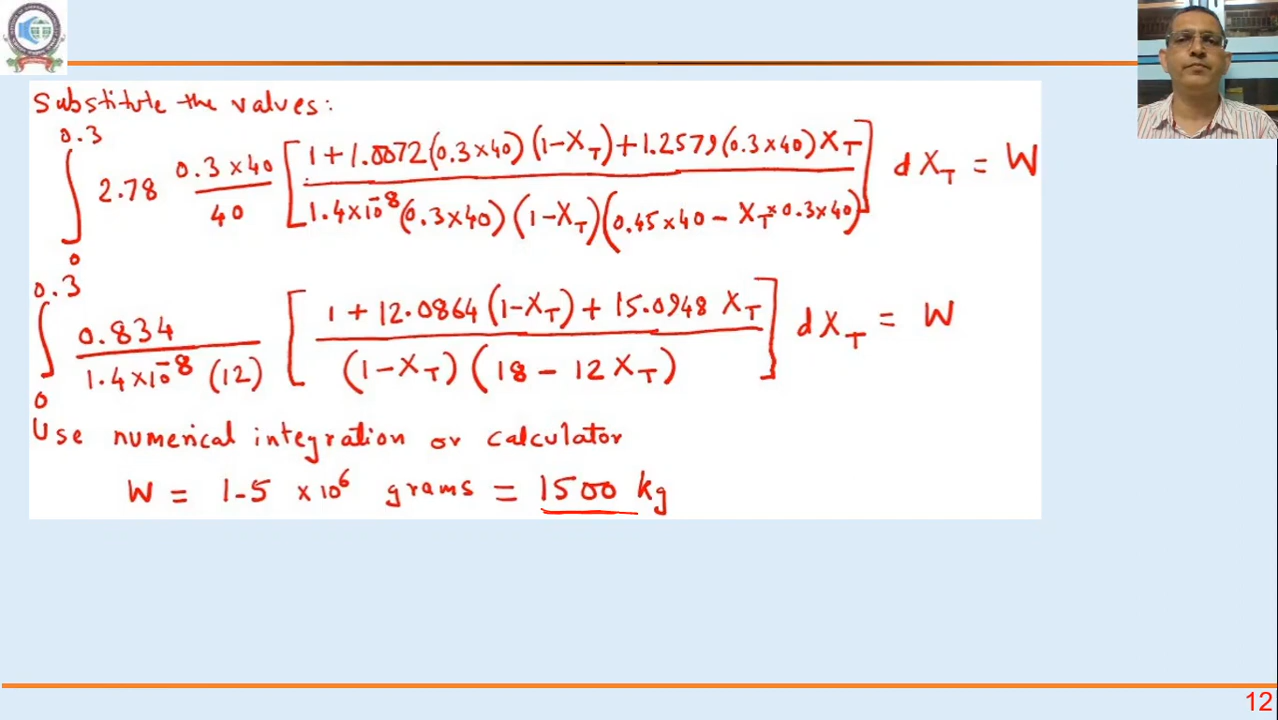 Substitute the values:
∫₀^0.3 2.78 (0.3×40)/40 [ (1+1.0072(0.3×40)(1-X_T)+1.2579(0.3×40)X_T) / (1.4×10^-8(0.3×40)(1-X_T)(0.45×40 - X_T×0.3×40)) ] dX_T = W
∫₀^0.3 0.834/(1.4×10^-8 (12)) [ (1+12.0864(1-X_T)+15.0948 X_T) / ((1-X_T)(18-12X_T)) ] dX_T = W
Use numerical integration or calculator
W = 1-5 ×10^6 grams = 1500 kg
12